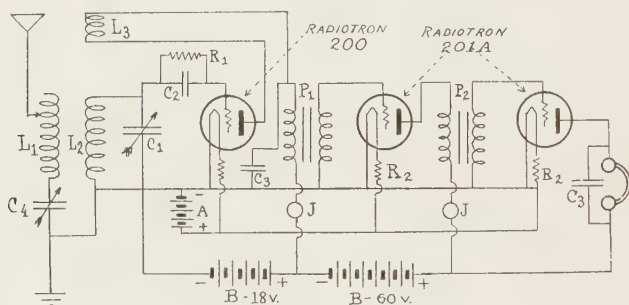 L3
R1
RADIOTRON
200
RADIOTRON
201A
C2
P1
P2
L1
L2
C1
C3
R2
R2
C4
A
-
+
J
J
C3
- +
- +
B-18v.
B-60v.